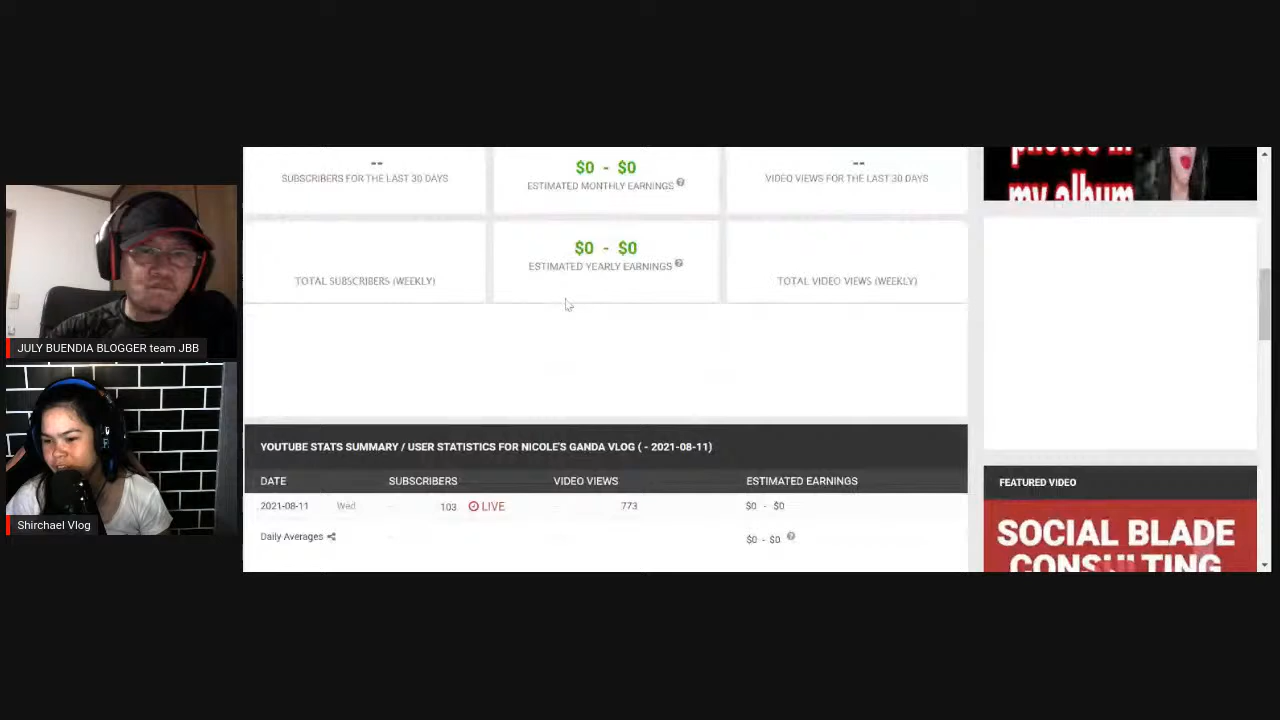 --
SUBSCRIBERS FOR THE LAST 30 DAYS
$0 - $0
ESTIMATED MONTHLY EARNINGS
--
VIDEO VIEWS FOR THE LAST 30 DAYS
TOTAL SUBSCRIBERS (WEEKLY)
$0 - $0
ESTIMATED YEARLY EARNINGS
TOTAL VIDEO VIEWS (WEEKLY)
photos in
my album
JULY BUENDIA BLOGGER team JBB
Shirchael Vlog
YOUTUBE STATS SUMMARY / USER STATISTICS FOR NICOLE'S GANDA VLOG ( - 2021-08-11)
DATE SUBSCRIBERS VIDEO VIEWS ESTIMATED EARNINGS
2021-08-11 Wed -- 103 LIVE -- 773 $0 - $0
Daily Averages -- -- $0 - $0
FEATURED VIDEO
SOCIAL BLADE
CONSULTING